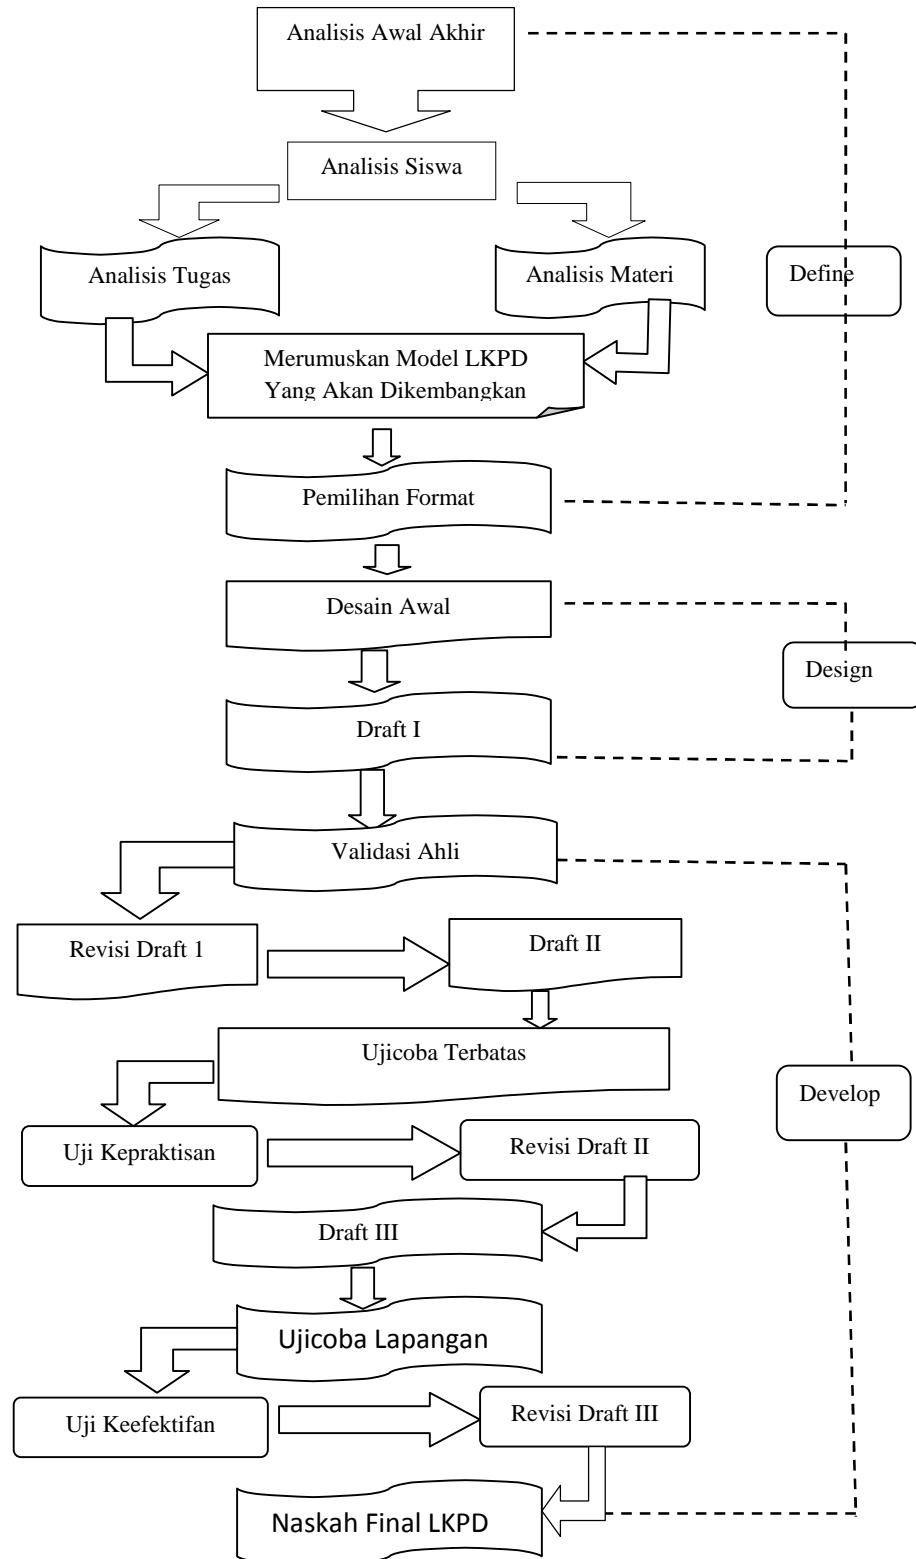 Analisis Awal Akhir
Analisis Siswa
Analisis Tugas
Analisis Materi
Define
Merumuskan Model LKPD
Yang Akan Dikembangkan
Pemilihan Format
Desain Awal
Design
Draft I
Validasi Ahli
Revisi Draft 1
Draft II
Ujicoba Terbatas
Develop
Uji Kepraktisan
Revisi Draft II
Draft III
Ujicoba Lapangan
Uji Keefektifan
Revisi Draft III
Naskah Final LKPD